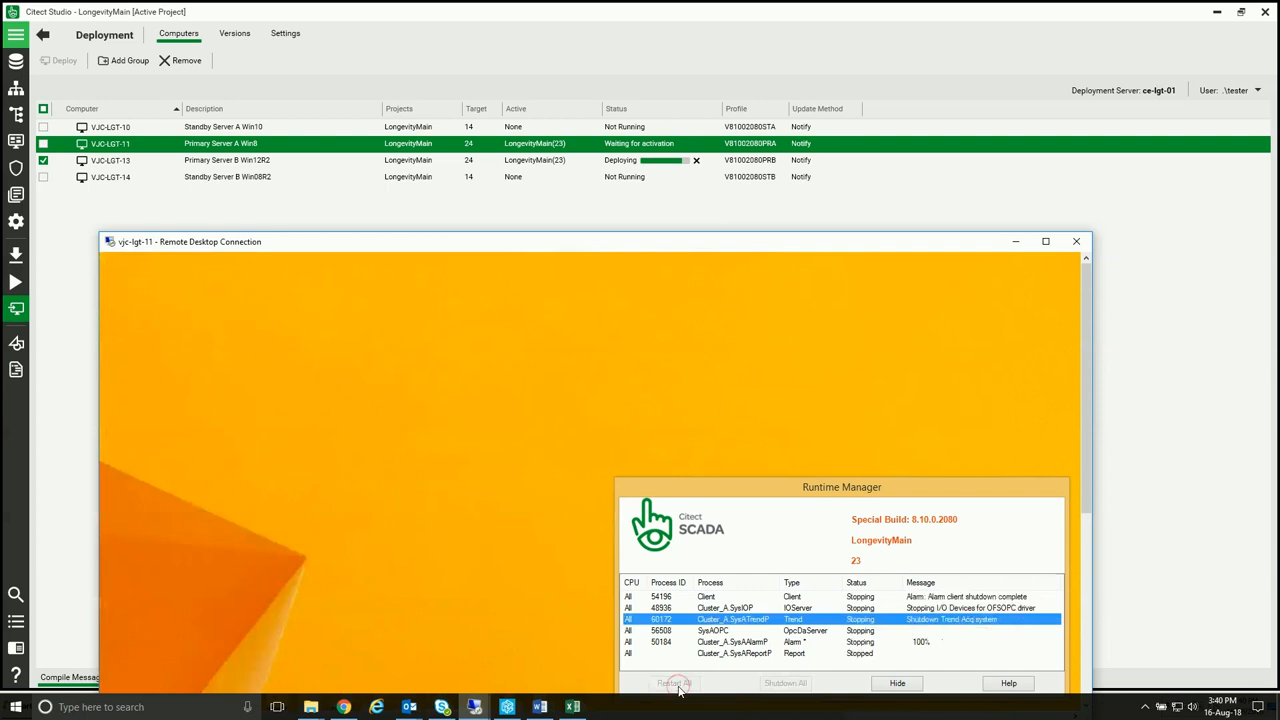 Citect Studio - LongevityMain [Active Project]
Deployment Computers Versions Settings
Deploy Add Group Remove
Deployment Server: ce-lgt-01 User: .\tester
Computer Description Projects Target Active Status Profile Update Method
VJC-LGT-10 Standby Server A Win10 LongevityMain 14 None Not Running V81002080STA Notify
VJC-LGT-11 Primary Server A Win8 LongevityMain 24 LongevityMain(23) Waiting for activation V81002080PRA Notify
VJC-LGT-13 Primary Server B Win12R2 LongevityMain 24 LongevityMain(23) Deploying V81002080PRB Notify
VJC-LGT-14 Standby Server B Win08R2 LongevityMain 14 None Not Running V81002080STB Notify
vjc-lgt-11 - Remote Desktop Connection
Runtime Manager
Citect
SCADA
Special Build: 8.10.0.2080
LongevityMain
23
CPU Process ID Process Type Status Message
All 54196 Client Client Stopping Alarm: Alarm client shutdown complete
All 48936 Cluster_A.SysIOP IOServer Stopping Stopping I/O Devices for OFSOPC driver
All 60172 Cluster_A.SysATrendP Trend Stopping Shutdown Trend Acq system
All 56508 SysAOPC OpcDaServer Stopping
All 50184 Cluster_A.SysAAlarmP Alarm * Stopping 100%
All Cluster_A.SysAReportP Report Stopped
Restart All Shutdown All Hide Help
Compile Messa
Type here to search
3:40 PM
16-Aug-18